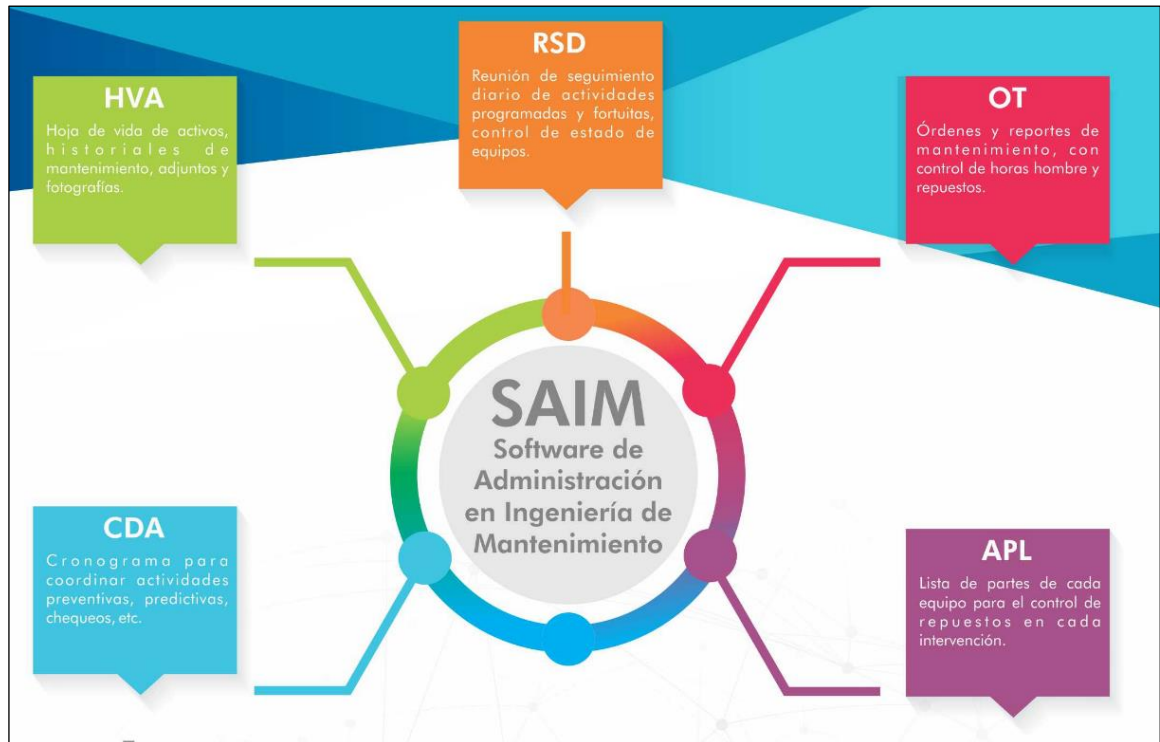 RSD
Reunión de seguimiento
diario de actividades
programadas y fortuitas,
control de estado de
equipos.
HVA
Hoja de vida de activos,
historiales de
mantenimiento, adjuntos y
fotografías.
OT
Órdenes y reportes de
mantenimiento, con
control de horas hombre y
repuestos.
SAIM
Software de
Administración
en Ingeniería de
Mantenimiento
CDA
Cronograma para
coordinar actividades
preventivas, predictivas,
chequeos, etc.
APL
Lista de partes de cada
equipo para el control de
repuestos en cada
intervención.